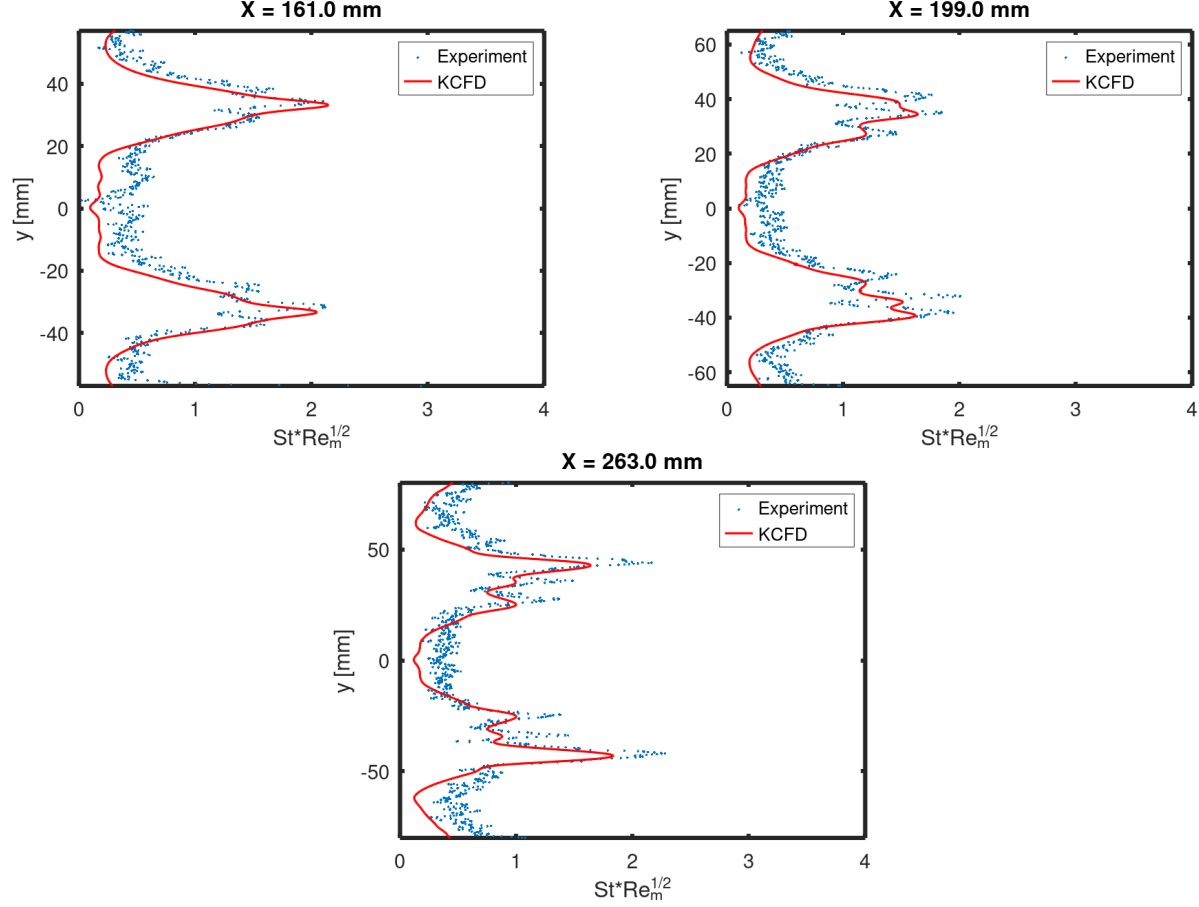 X = 161.0 mm
Experiment
KCFD
40
20
0
-20
-40
y [mm]
0 1 2 3 4
St*Re_m^{1/2}
X = 199.0 mm
Experiment
KCFD
60
40
20
0
-20
-40
-60
y [mm]
0 1 2 3 4
St*Re_m^{1/2}
X = 263.0 mm
Experiment
KCFD
50
0
-50
y [mm]
0 1 2 3 4
St*Re_m^{1/2}